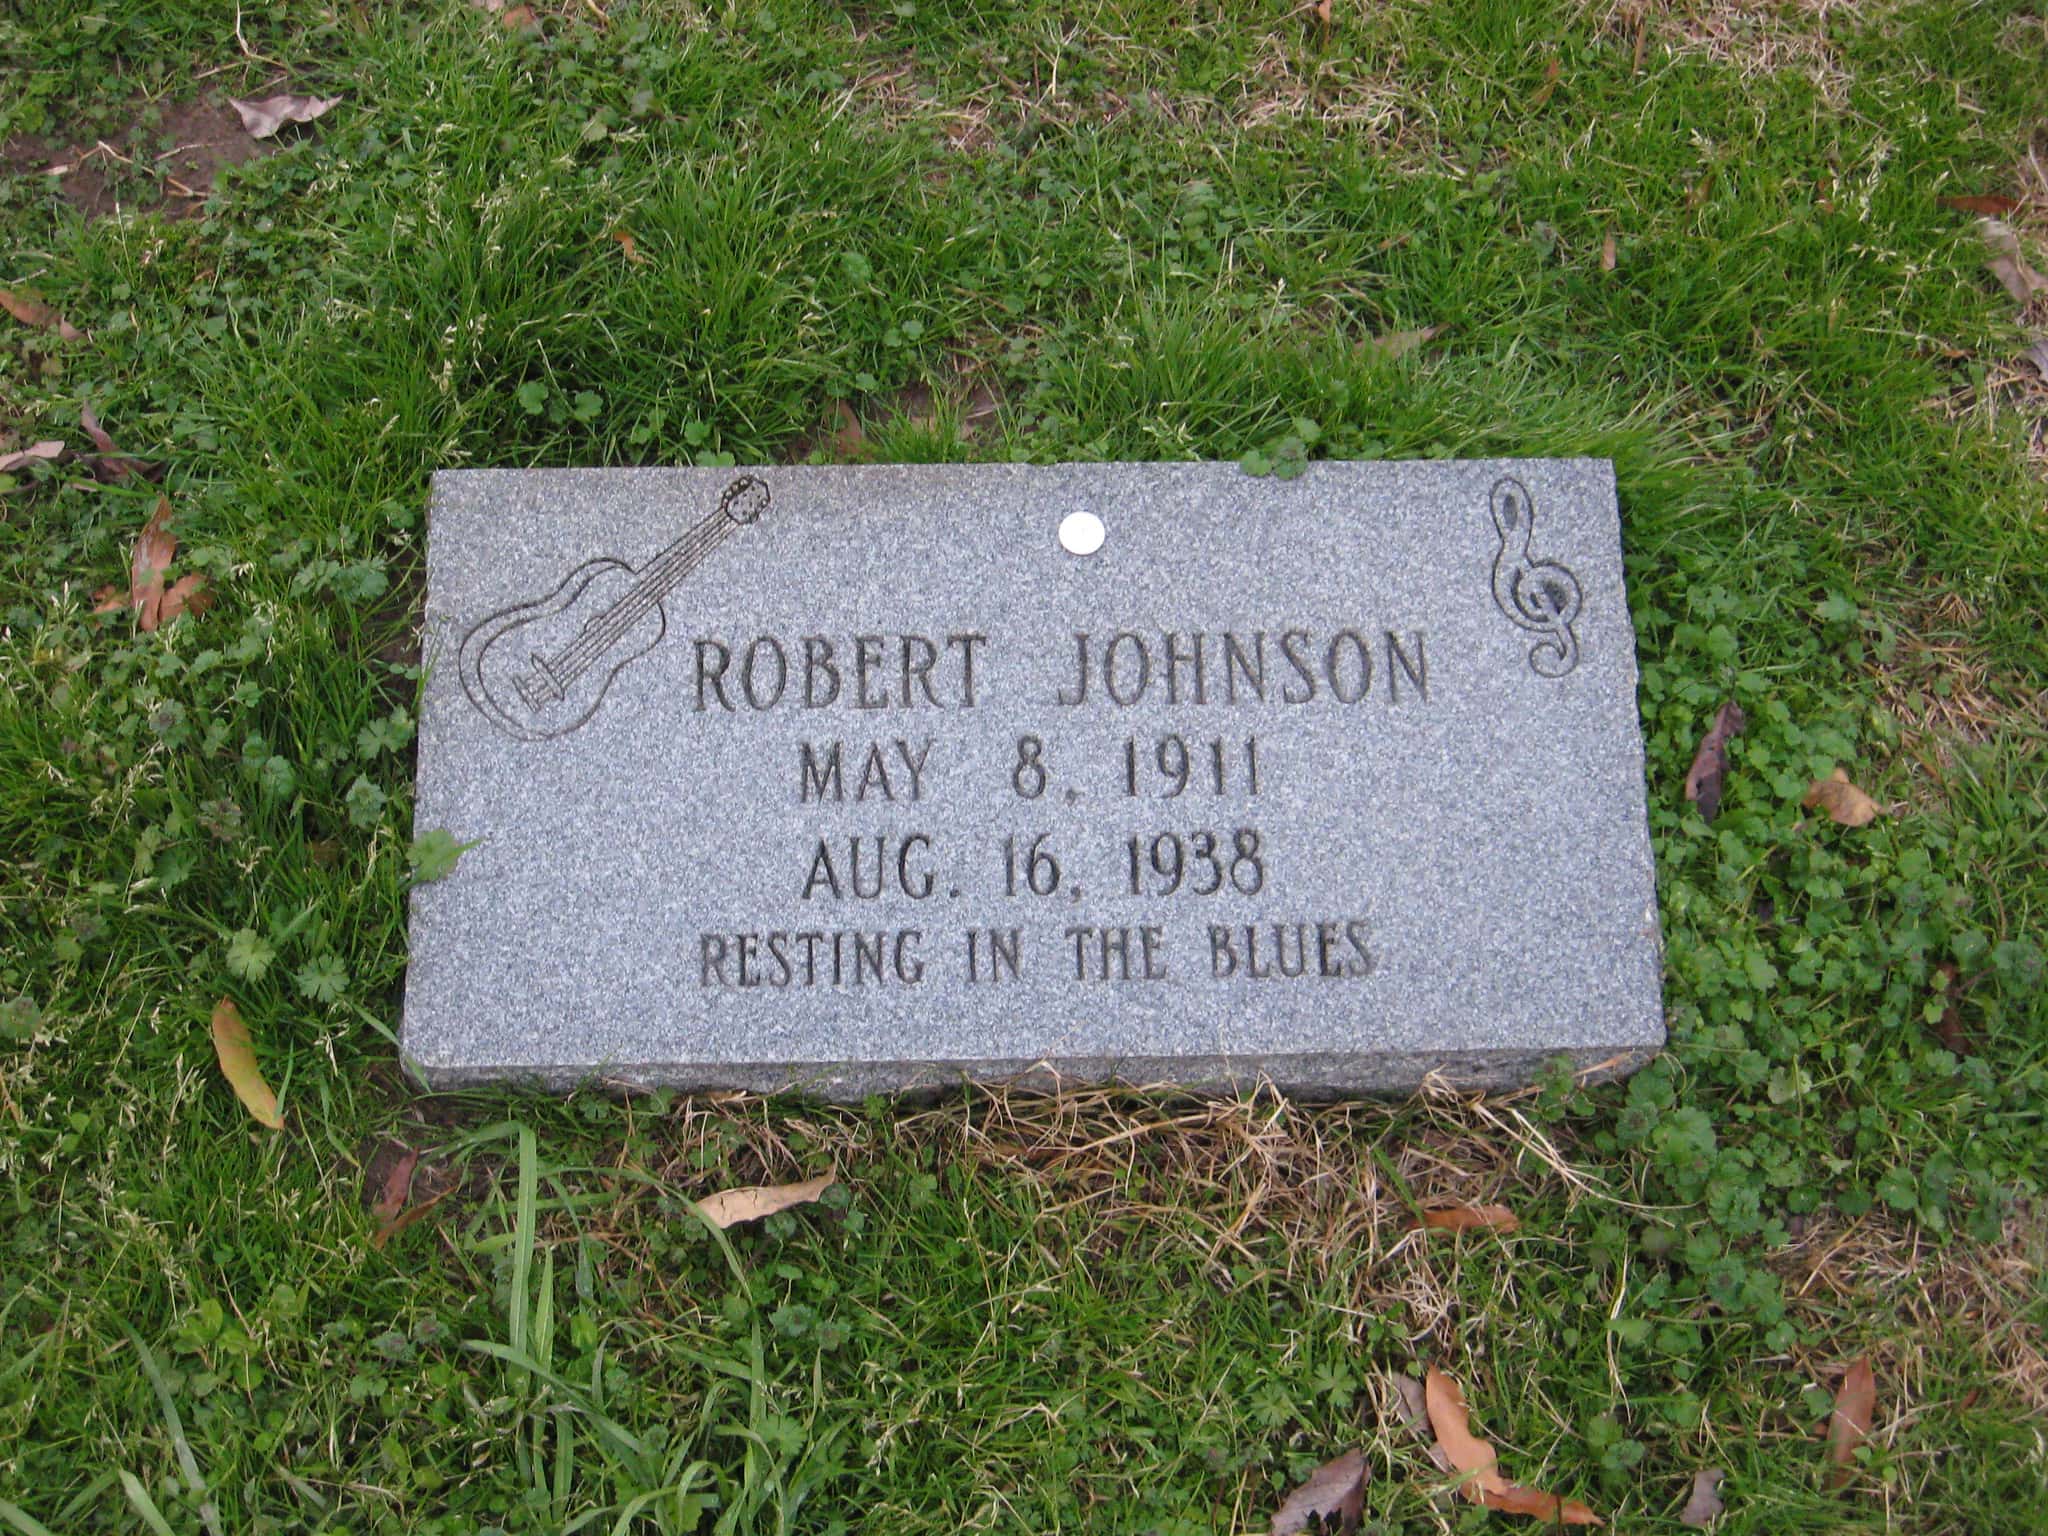 ROBERT JOHNSON
MAY 8, 1911
AUG. 16, 1938
RESTING IN THE BLUES